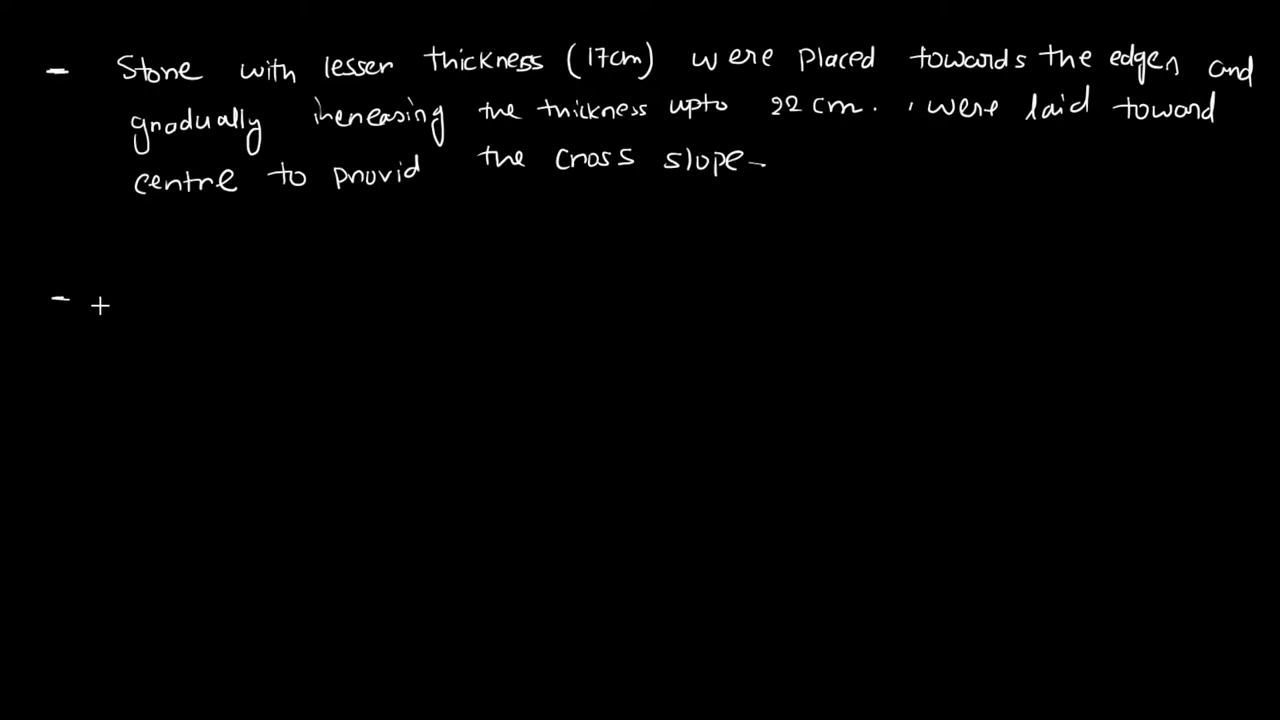 - Stone with lesser thickness (17cm) were placed towards the edges and
gradually increasing the thickness upto 22 cm. were laid toward
centre to provid the cross slope-
- +